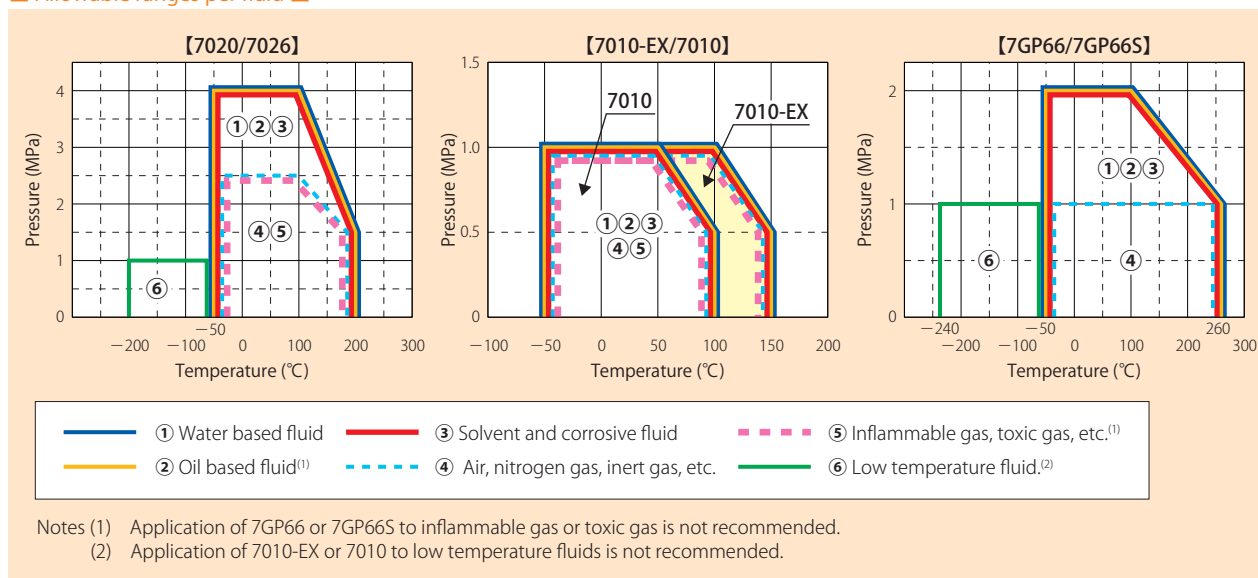 Allowable ranges per fluid
【7020/7026】
Pressure (MPa)
4
3
2
1
0
①②③
④⑤
⑥
−50
−200 −100 0 100 200 300
Temperature (℃)
【7010-EX/7010】
Pressure (MPa)
1.5
1.0
0.5
0
7010
7010-EX
①②③
④⑤
−100 −50 0 50 100 150 200
Temperature (℃)
【7GP66/7GP66S】
Pressure (MPa)
2
1
0
①②③
④
⑥
−240 −50 260
−200 −100 0 100 200 300
Temperature (℃)
① Water based fluid
③ Solvent and corrosive fluid
⑤ Inflammable gas, toxic gas, etc.(1)
② Oil based fluid(1)
④ Air, nitrogen gas, inert gas, etc.
⑥ Low temperature fluid.(2)
Notes (1) Application of 7GP66 or 7GP66S to inflammable gas or toxic gas is not recommended.
(2) Application of 7010-EX or 7010 to low temperature fluids is not recommended.